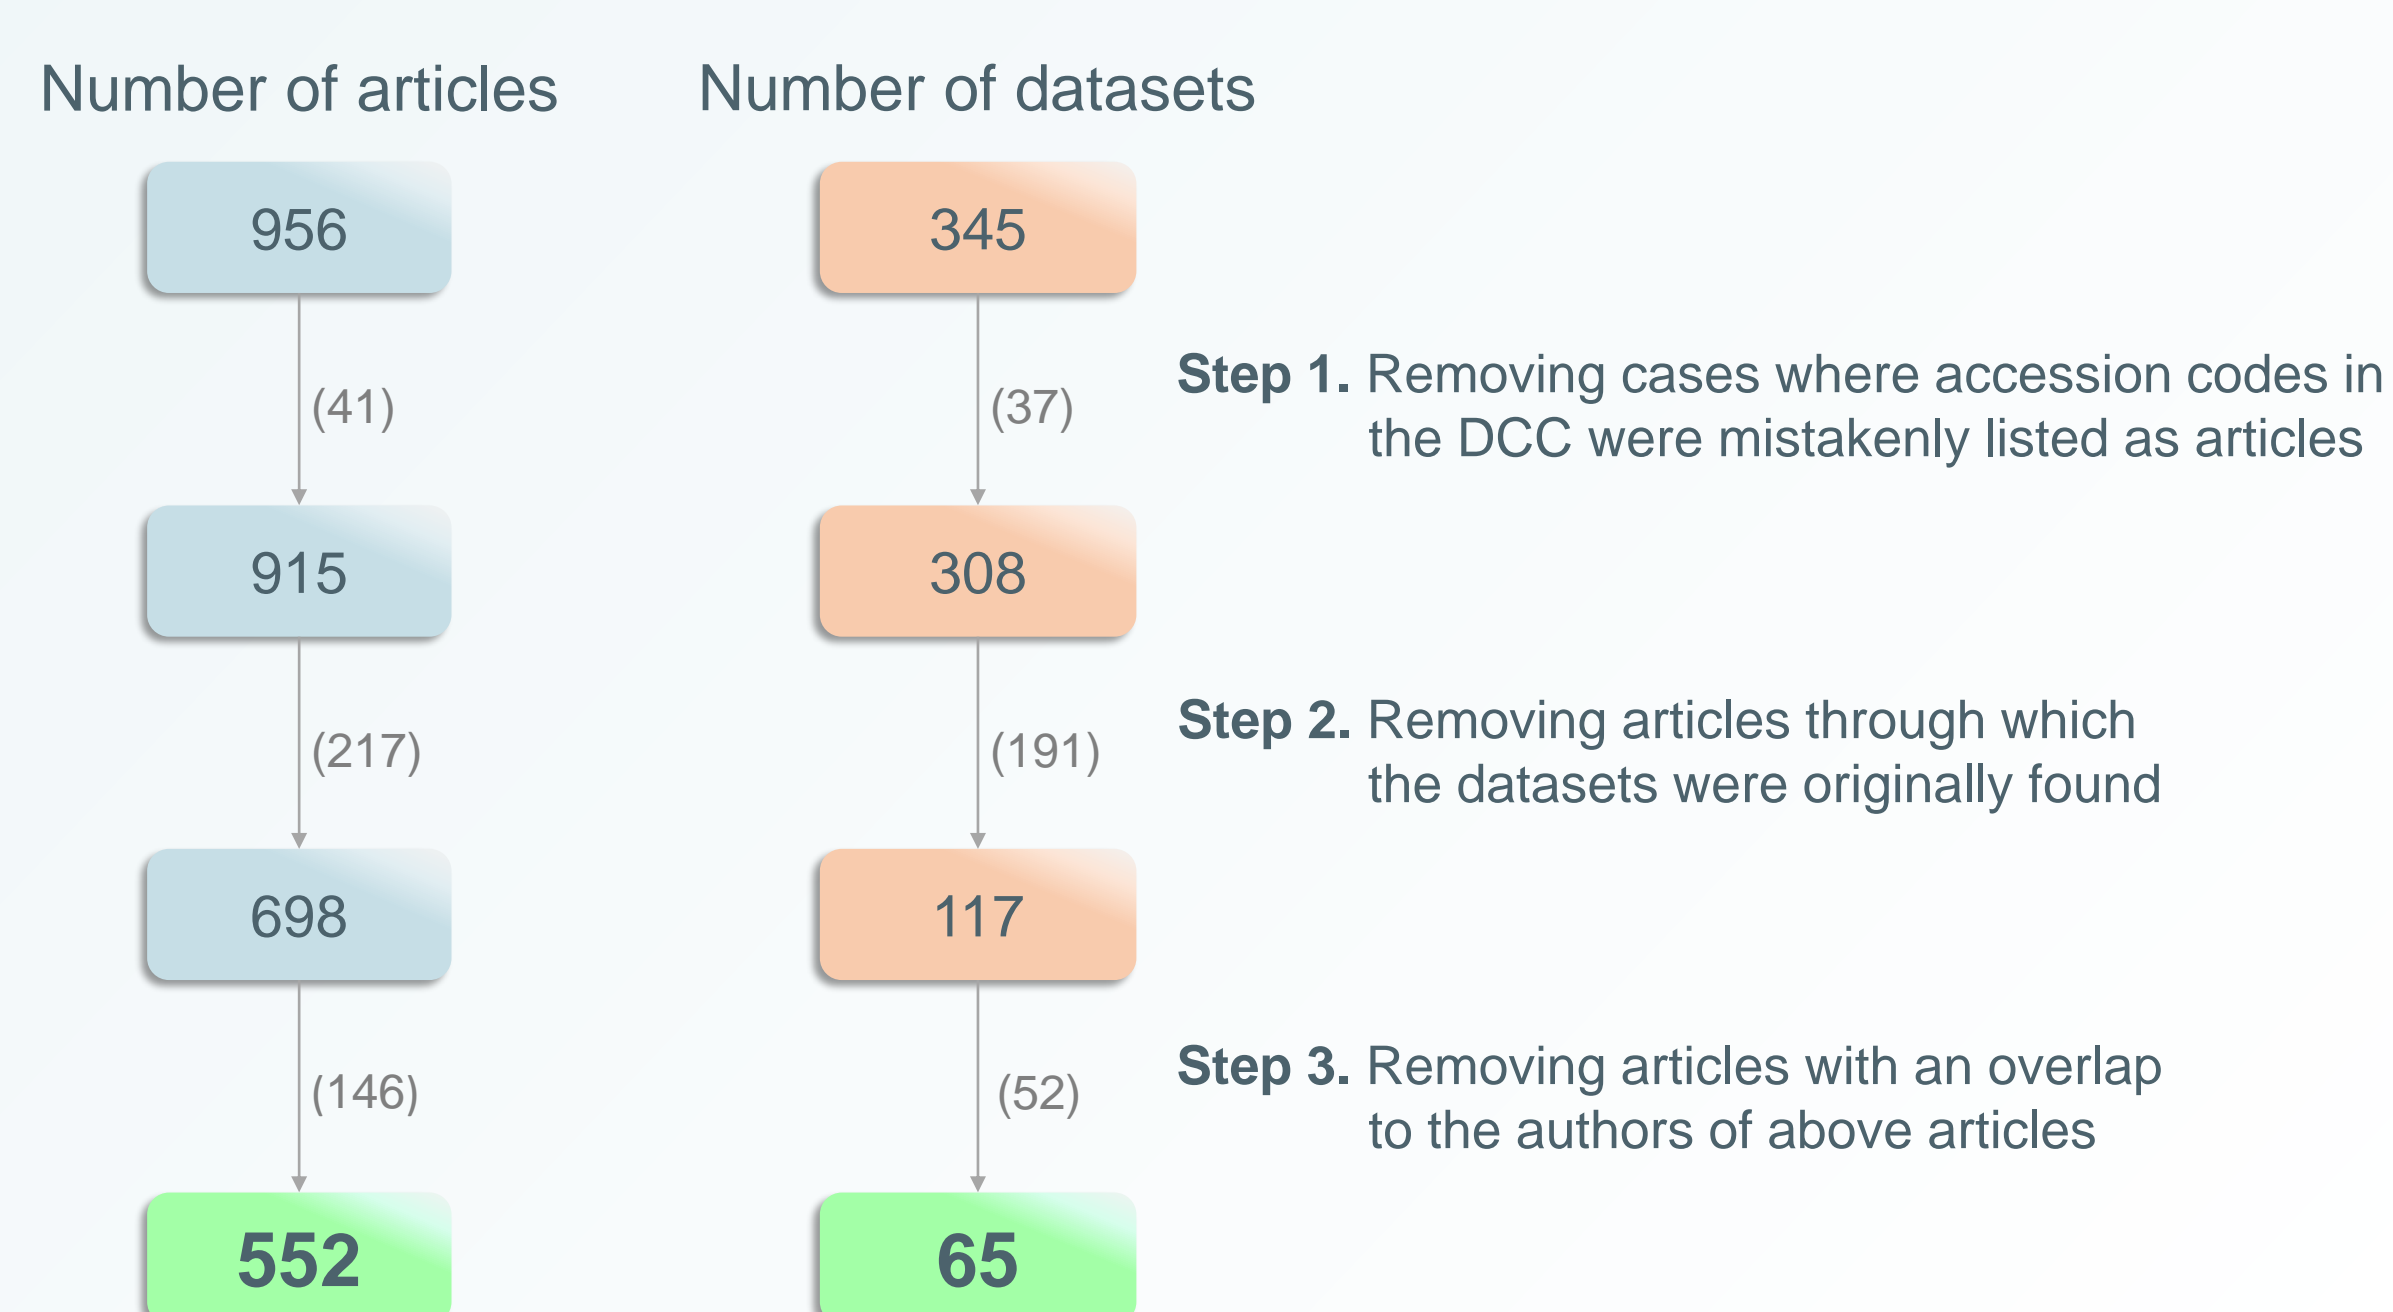 Number of articles
Number of datasets
956
345
(41)
(37)
Step 1. Removing cases where accession codes in
the DCC were mistakenly listed as articles
915
308
(217)
(191)
Step 2. Removing articles through which
the datasets were originally found
698
117
(146)
(52)
Step 3. Removing articles with an overlap
to the authors of above articles
552
65